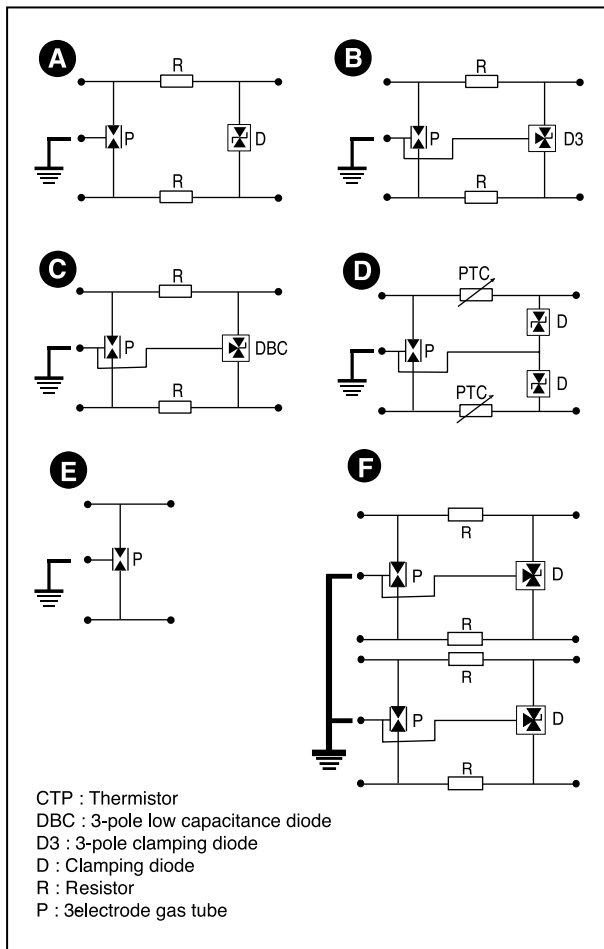 A
R
P
D
R
B
R
P
D3
R
C
R
P
DBC
R
D
PTC
D
P
D
PTC
E
P
F
R
P
D
R
R
P
D
R
CTP : Thermistor
DBC : 3-pole low capacitance diode
D3 : 3-pole clamping diode
D : Clamping diode
R : Resistor
P : 3electrode gas tube